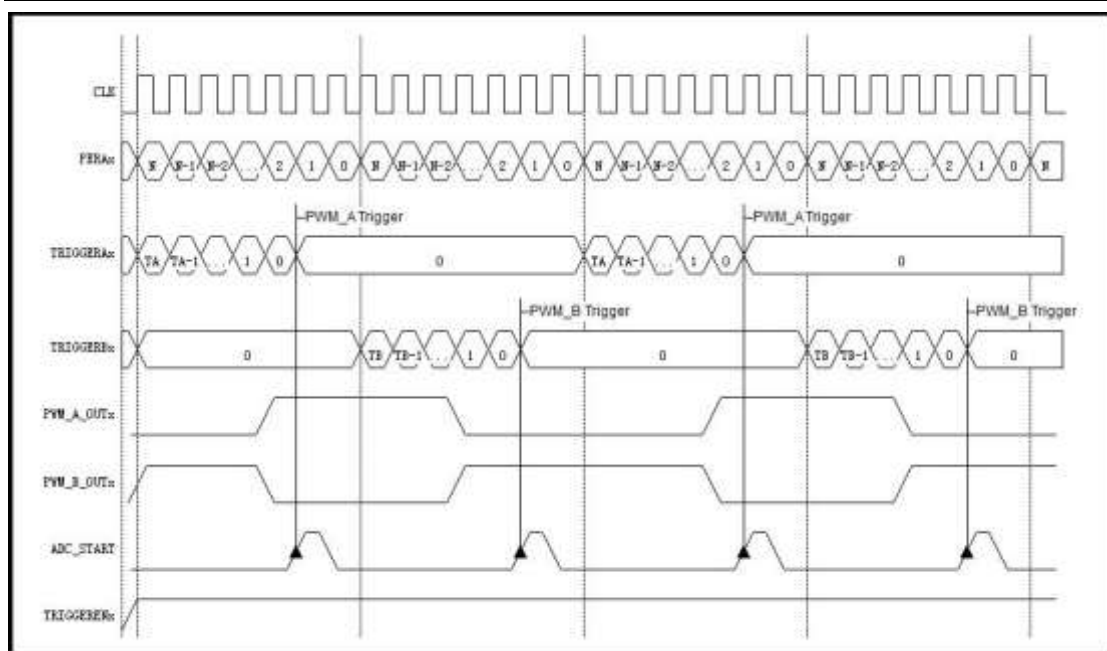 CLK
PERAx
N N-1 N-2 ... 2 1 0 N N-1 N-2 ... 2 1 0 N N-1 N-2 ... 2 1 0 N N-1 N-2 ... 2 1 0 N
PWM_A Trigger PWM_A Trigger
TRIGGERAx
TA TA-1 ... 1 0 0 TA TA-1 ... 1 0 0
PWM_B Trigger PWM_B Trigger
TRIGGERBx
0 TB TB-1 ... 1 0 0 TB TB-1 ... 1 0 0
PWM_A_OUTx
PWM_B_OUTx
ADC_START
TRIGGERENx